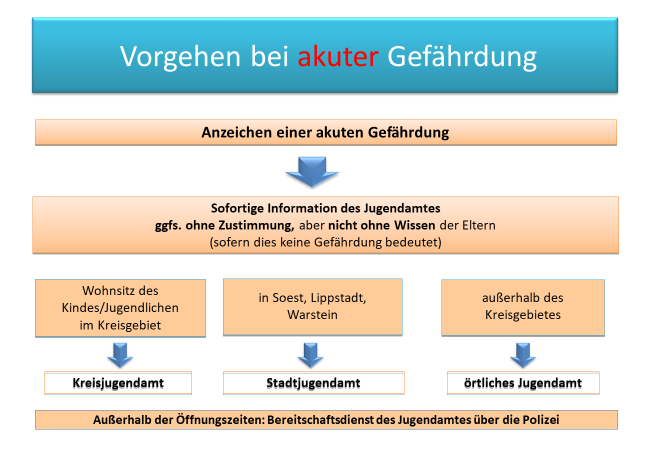 Vorgehen bei akuter Gefährdung
Anzeichen einer akuten Gefährdung
Sofortige Information des Jugendamtes
ggfs. ohne Zustimmung, aber nicht ohne Wissen der Eltern
(sofern dies keine Gefährdung bedeutet)
Wohnsitz des
Kindes/Jugendlichen
im Kreisgebiet
in Soest, Lippstadt,
Warstein
außerhalb des
Kreisgebietes
Kreisjugendamt
Stadtjugendamt
örtliches Jugendamt
Außerhalb der Öffnungszeiten: Bereitschaftsdienst des Jugendamtes über die Polizei